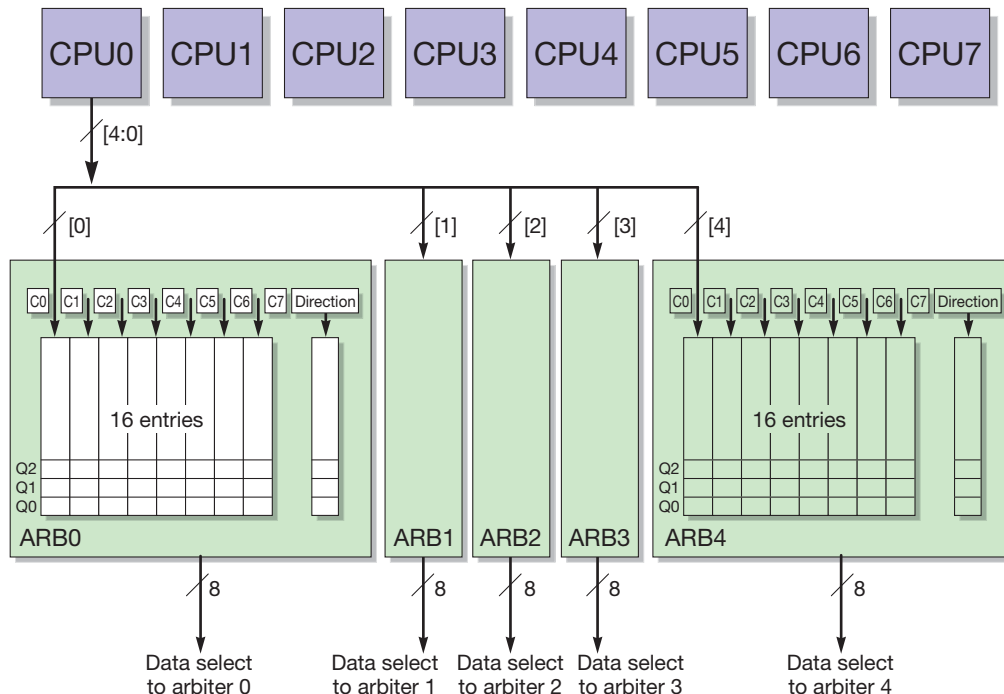 CPU0 CPU1 CPU2 CPU3 CPU4 CPU5 CPU6 CPU7
[4:0]
[0] [1] [2] [3] [4]
C0 C1 C2 C3 C4 C5 C6 C7 Direction
C0 C1 C2 C3 C4 C5 C6 C7 Direction
16 entries
16 entries
Q2
Q1
Q0
Q2
Q1
Q0
ARB0 ARB1 ARB2 ARB3 ARB4
8 8 8 8 8
Data select
to arbiter 0
Data select
to arbiter 1
Data select
to arbiter 2
Data select
to arbiter 3
Data select
to arbiter 4